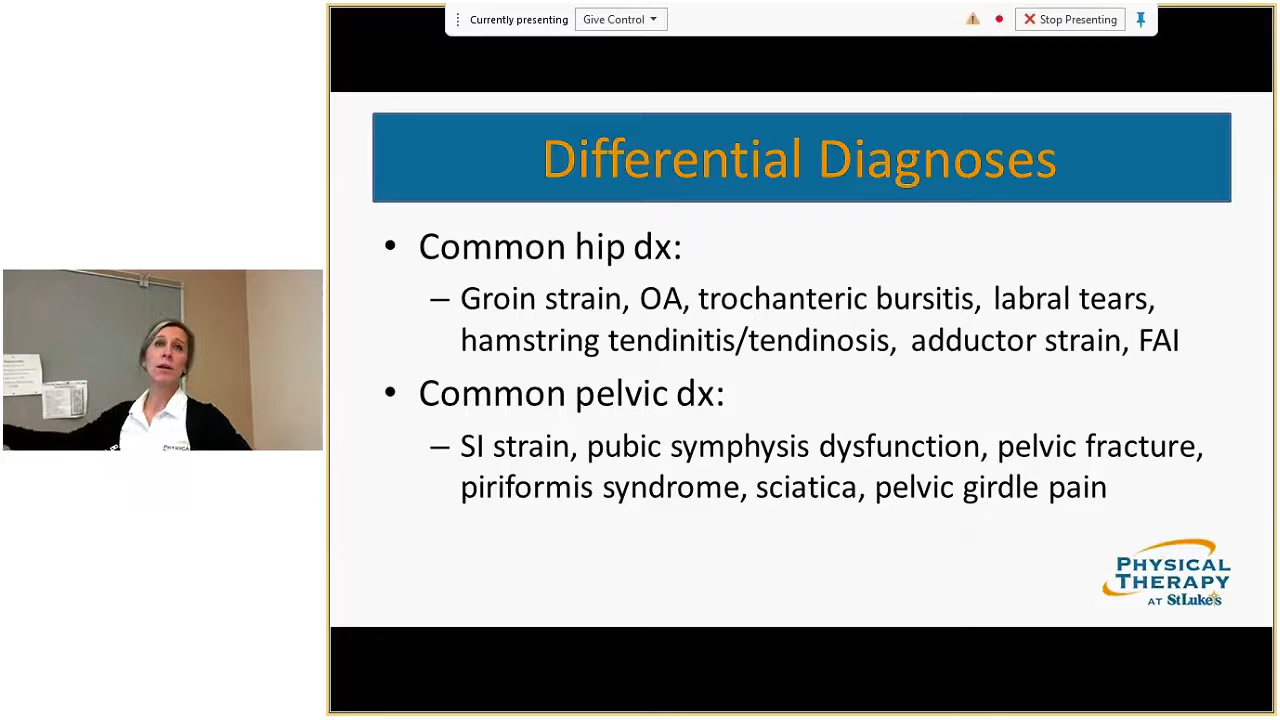 Currently presenting
Give Control
Stop Presenting
Differential Diagnoses
• Common hip dx:
– Groin strain, OA, trochanteric bursitis, labral tears,
hamstring tendinitis/tendinosis, adductor strain, FAI
• Common pelvic dx:
– SI strain, pubic symphysis dysfunction, pelvic fracture,
piriformis syndrome, sciatica, pelvic girdle pain
PHYSICAL
THERAPY
AT StLuke's
PHYSICA